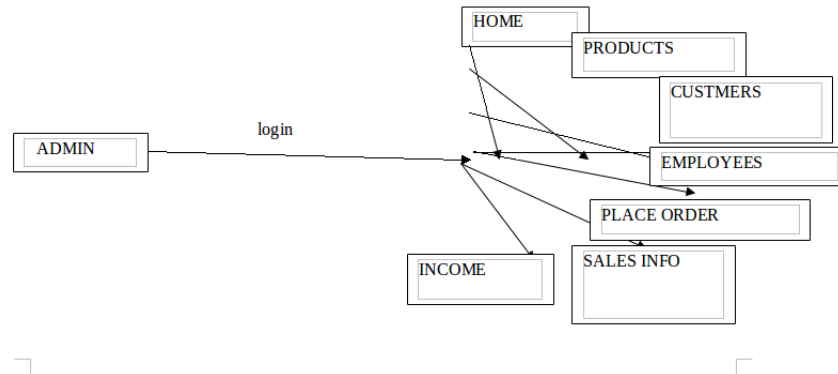 HOME
PRODUCTS
CUSTMERS
login
ADMIN
EMPLOYEES
PLACE ORDER
SALES INFO
INCOME